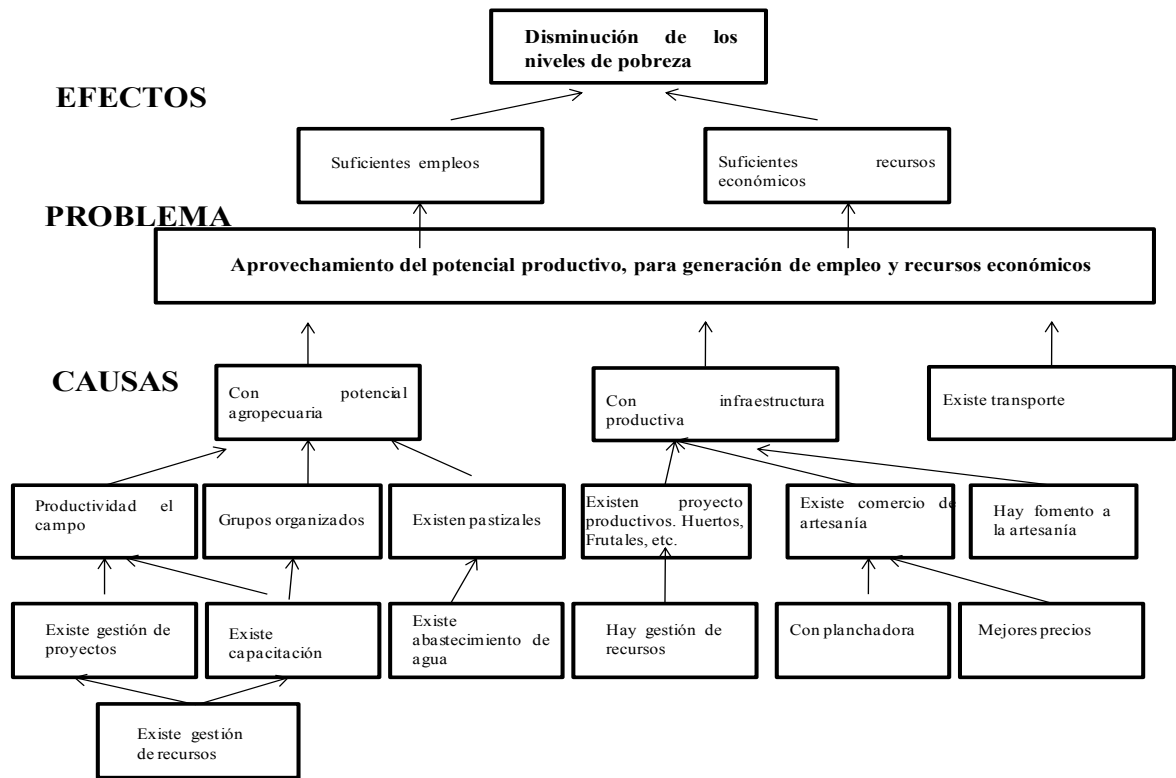 Disminución de los
niveles de pobreza
EFECTOS
Suficientes empleos
Suficientes recursos
económicos
PROBLEMA
Aprovechamiento del potencial productivo, para generación de empleo y recursos económicos
CAUSAS
Con potencial
agropecuaria
Con infraestructura
productiva
Existe transporte
Productividad el
campo
Grupos organizados
Existen pastizales
Existen proyecto
productivos. Huertos,
Frutales, etc.
Existe comercio de
artesanía
Hay fomento a
la artesanía
Existe gestión de
proyectos
Existe
capacitación
Existe
abastecimiento de
agua
Hay gestión de
recursos
Con planchadora
Mejores precios
Existe gestión
de recursos